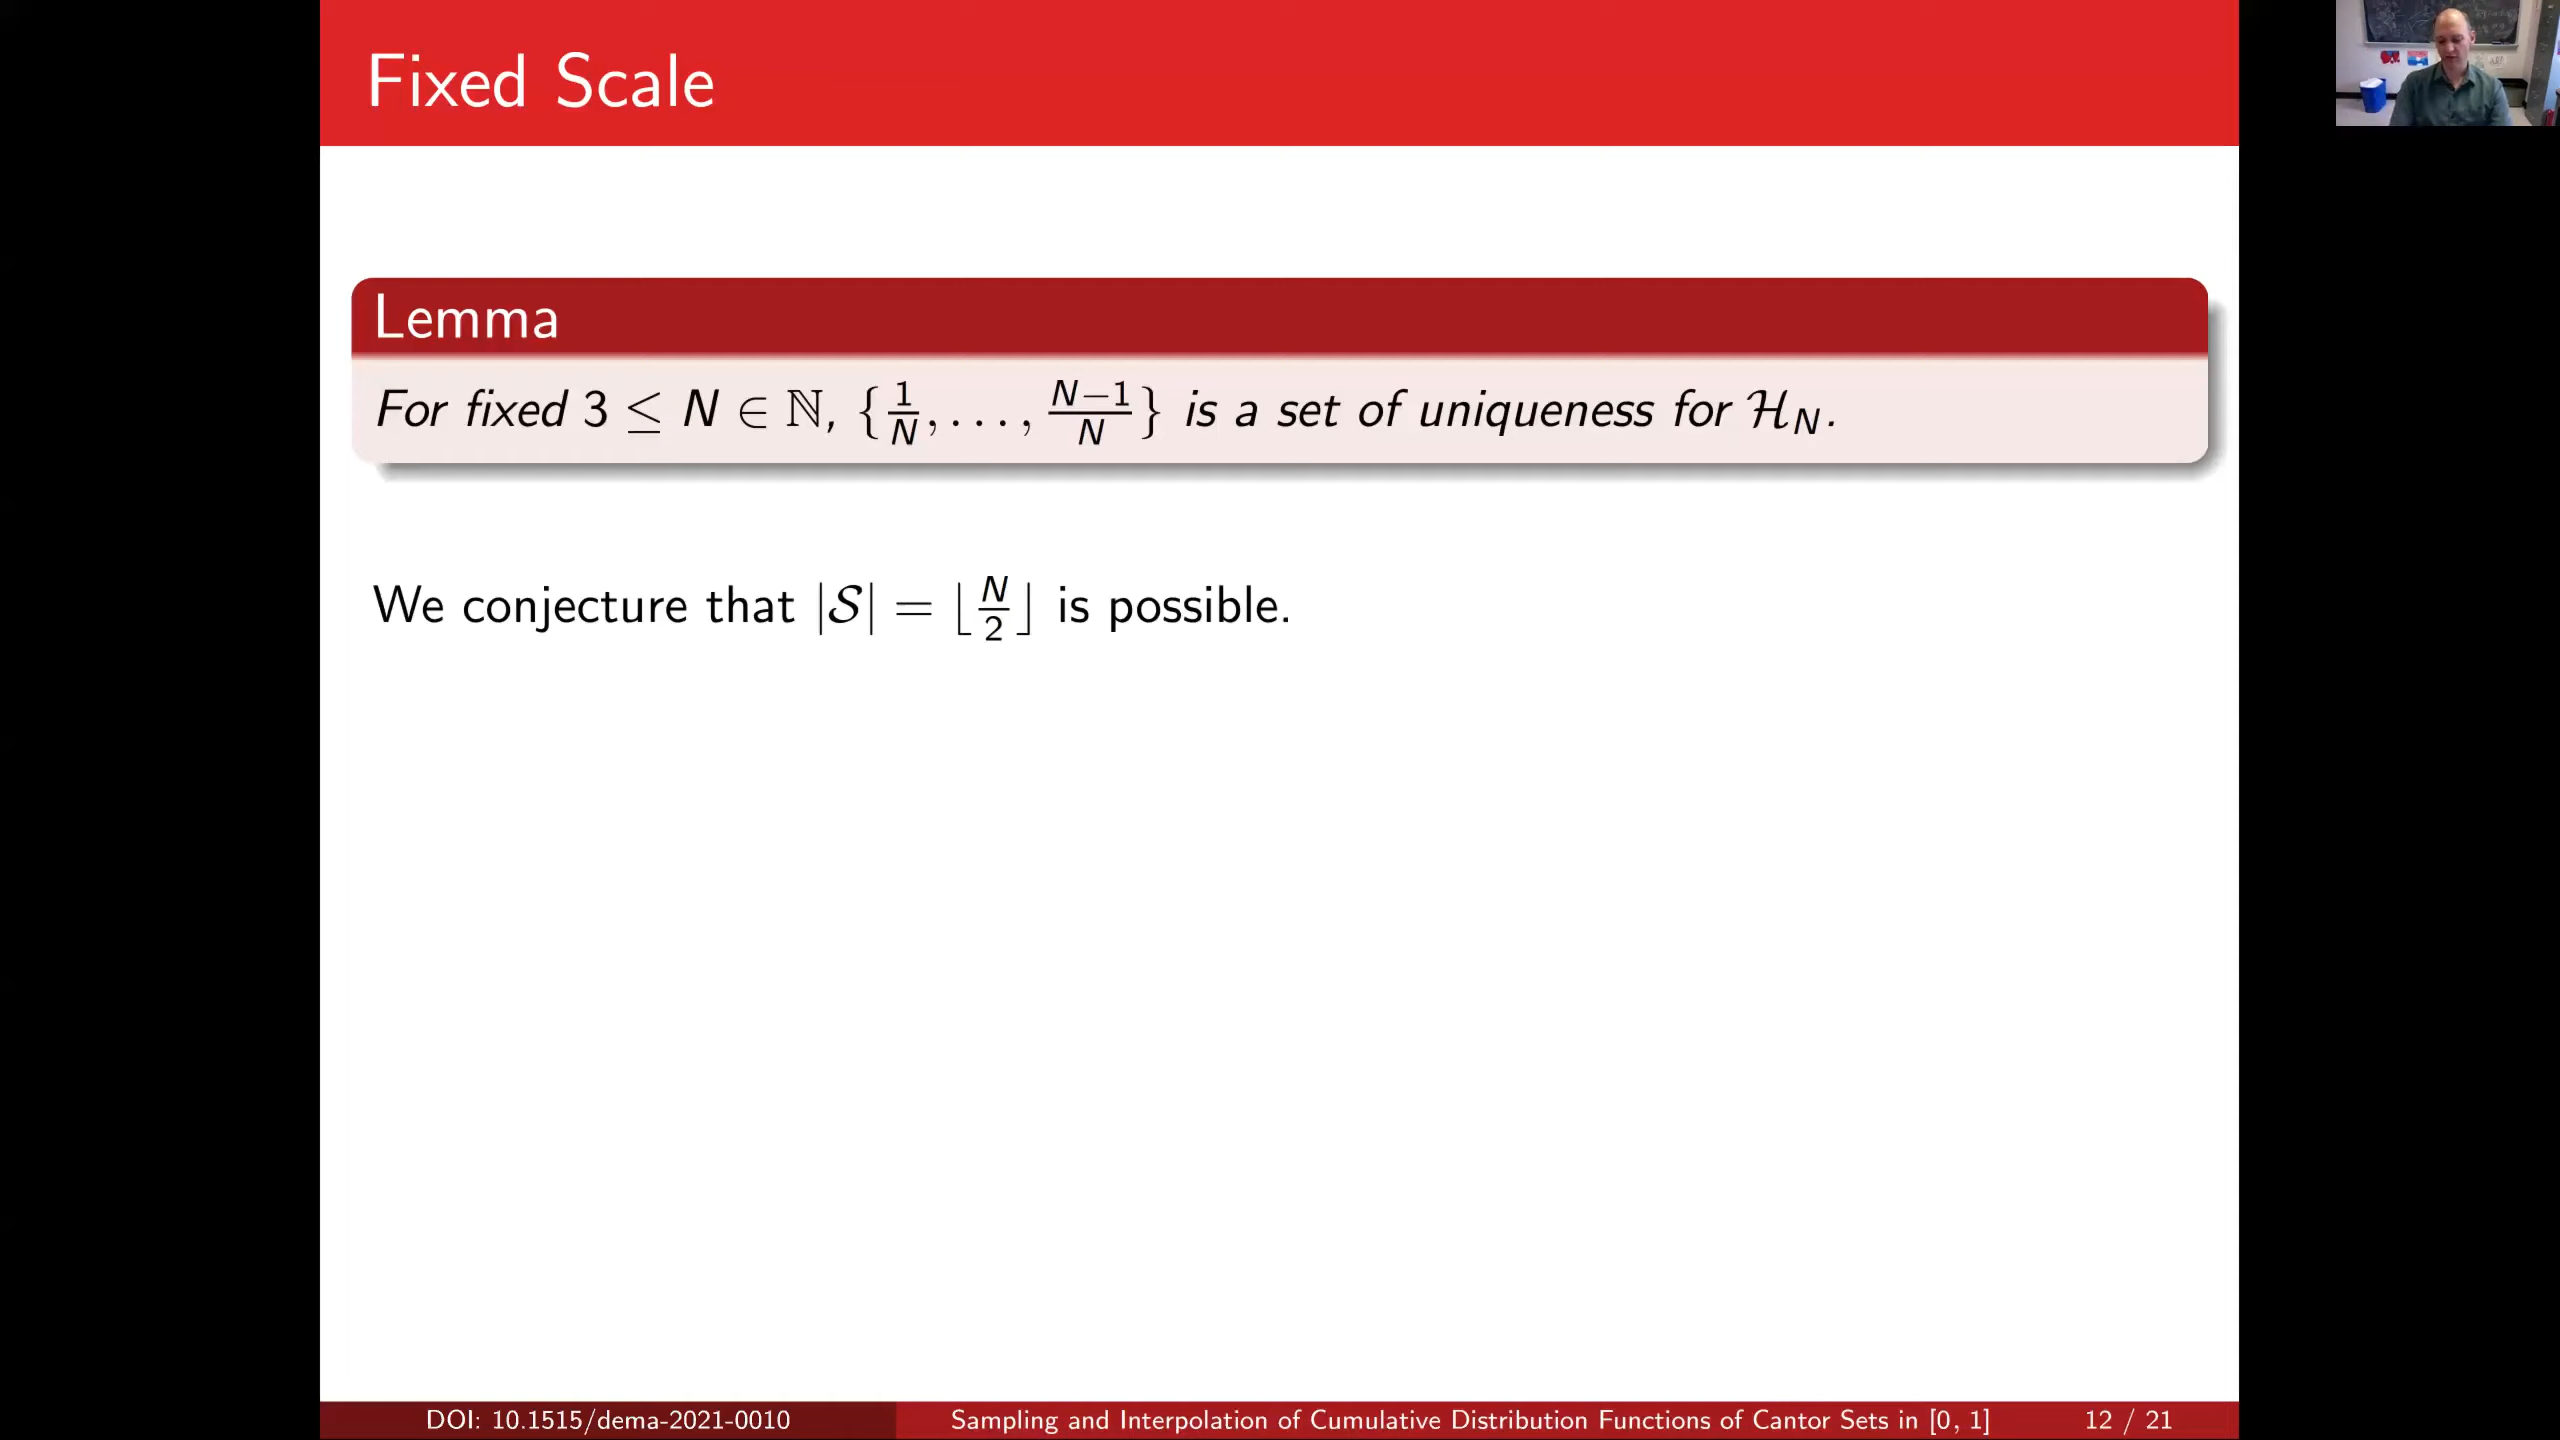 Fixed Scale
Lemma
For fixed 3 ≤ N ∈ ℕ, {1/N, . . . , N−1/N} is a set of uniqueness for ℋ_N.
We conjecture that |𝒮| = ⌊N/2⌋ is possible.
DOI: 10.1515/dema-2021-0010 Sampling and Interpolation of Cumulative Distribution Functions of Cantor Sets in [0, 1] 12 / 21